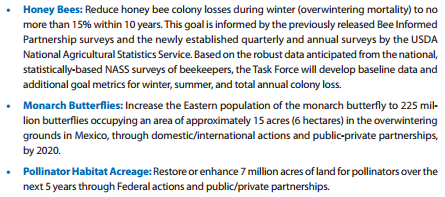 • Honey Bees: Reduce honey bee colony losses during winter (overwintering mortality) to no
more than 15% within 10 years. This goal is informed by the previously released Bee Informed
Partnership surveys and the newly established quarterly and annual surveys by the USDA
National Agricultural Statistics Service. Based on the robust data anticipated from the national,
statistically-based NASS surveys of beekeepers, the Task Force will develop baseline data and
additional goal metrics for winter, summer, and total annual colony loss.
• Monarch Butterflies: Increase the Eastern population of the monarch butterfly to 225 mil-
lion butterflies occupying an area of approximately 15 acres (6 hectares) in the overwintering
grounds in Mexico, through domestic/international actions and public-private partnerships,
by 2020.
• Pollinator Habitat Acreage: Restore or enhance 7 million acres of land for pollinators over the
next 5 years through Federal actions and public/private partnerships.